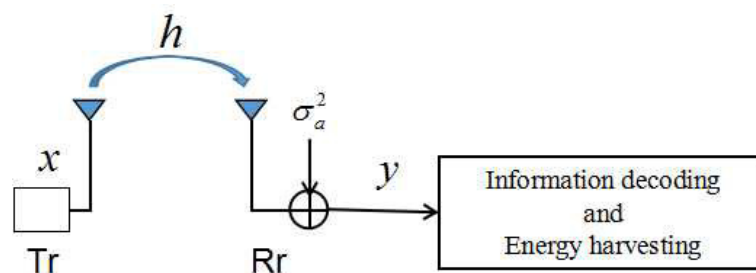 h
x
σ_a^2
y
Information decoding
and
Energy harvesting
Tr
Rr